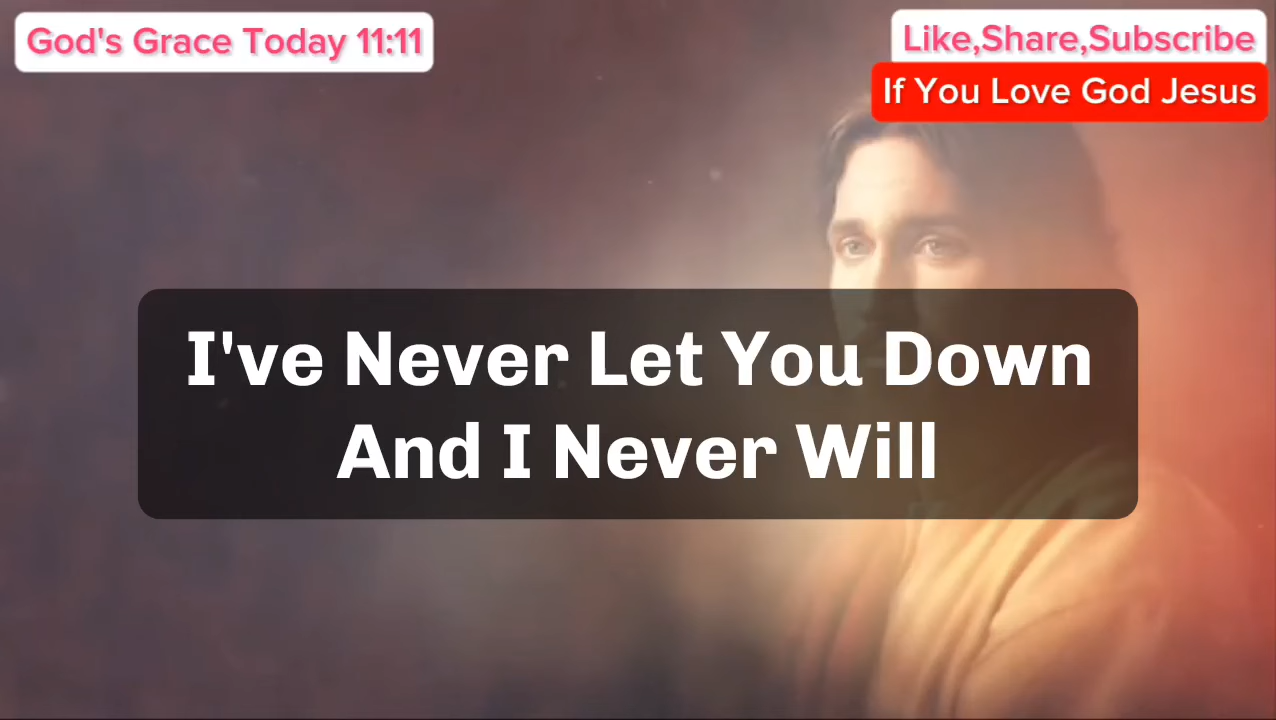 God's Grace Today 11:11
Like,Share,Subscribe
If You Love God Jesus
I've Never Let You Down
And I Never Will